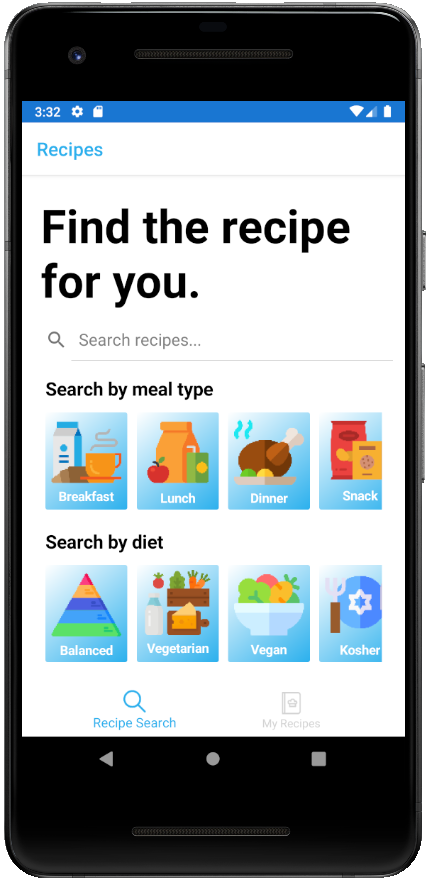 3:32
Recipes
Find the recipe
for you.
Search recipes...
Search by meal type
Breakfast Lunch Dinner Snack
Search by diet
Balanced Vegetarian Vegan Kosher
Recipe Search My Recipes